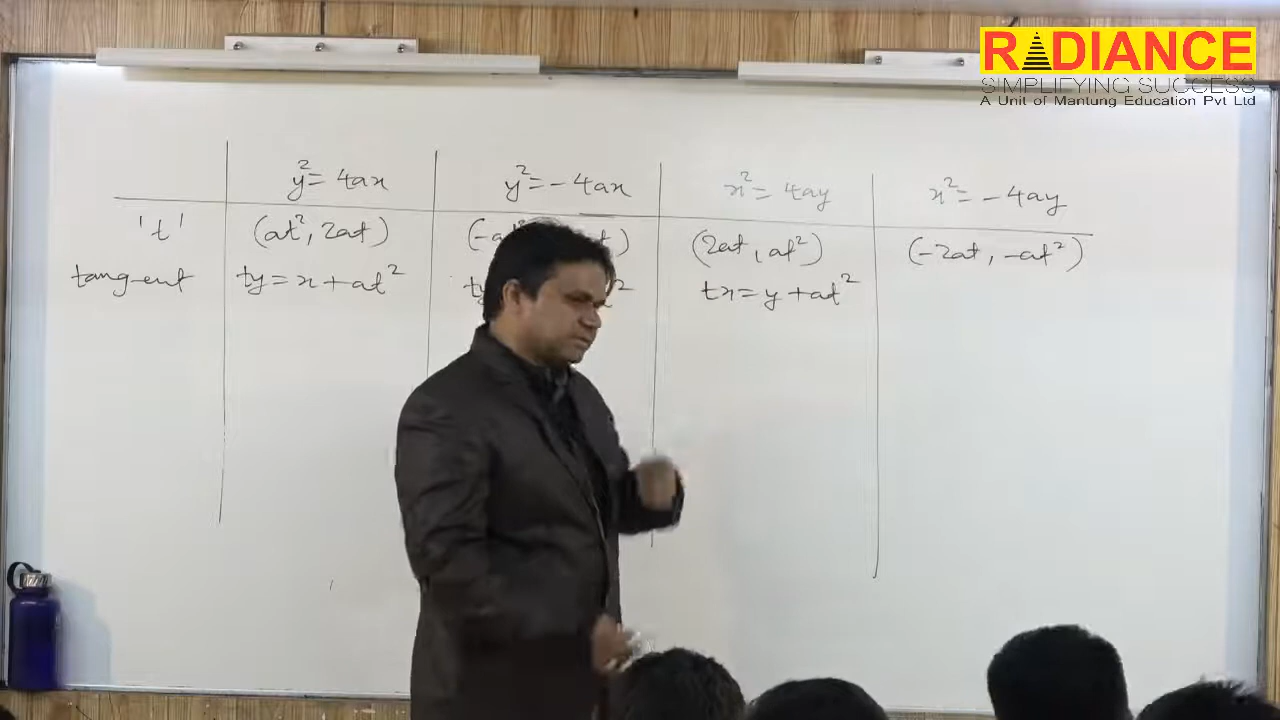 RADIANCE
SIMPLIFYING SUCCESS
A Unit of Mantung Education Pvt Ltd
y² = 4ax y² = -4ax x² = 4ay x² = -4ay
't' (at², 2at) (2at, at²) (-2at, -at²)
tangent ty = x + at² tx = y + at²